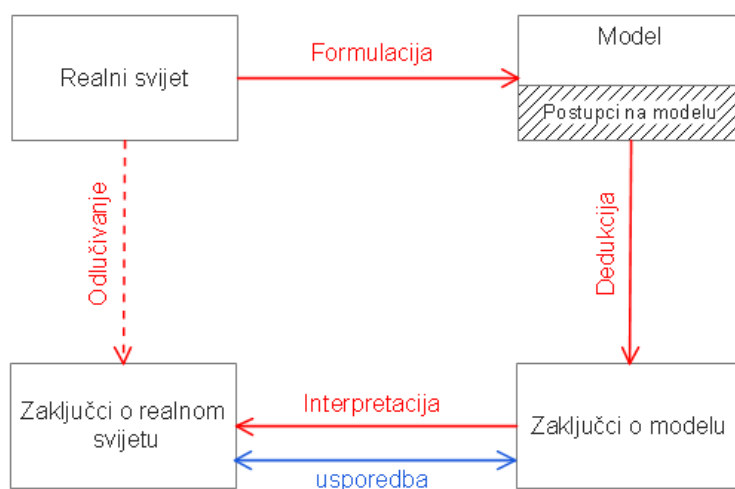 Realni svijet
Formulacija
Model
Postupci na modelu
Odlučivanje
Dedukcija
Zaključci o realnom
svijetu
Interpretacija
Zaključci o modelu
usporedba